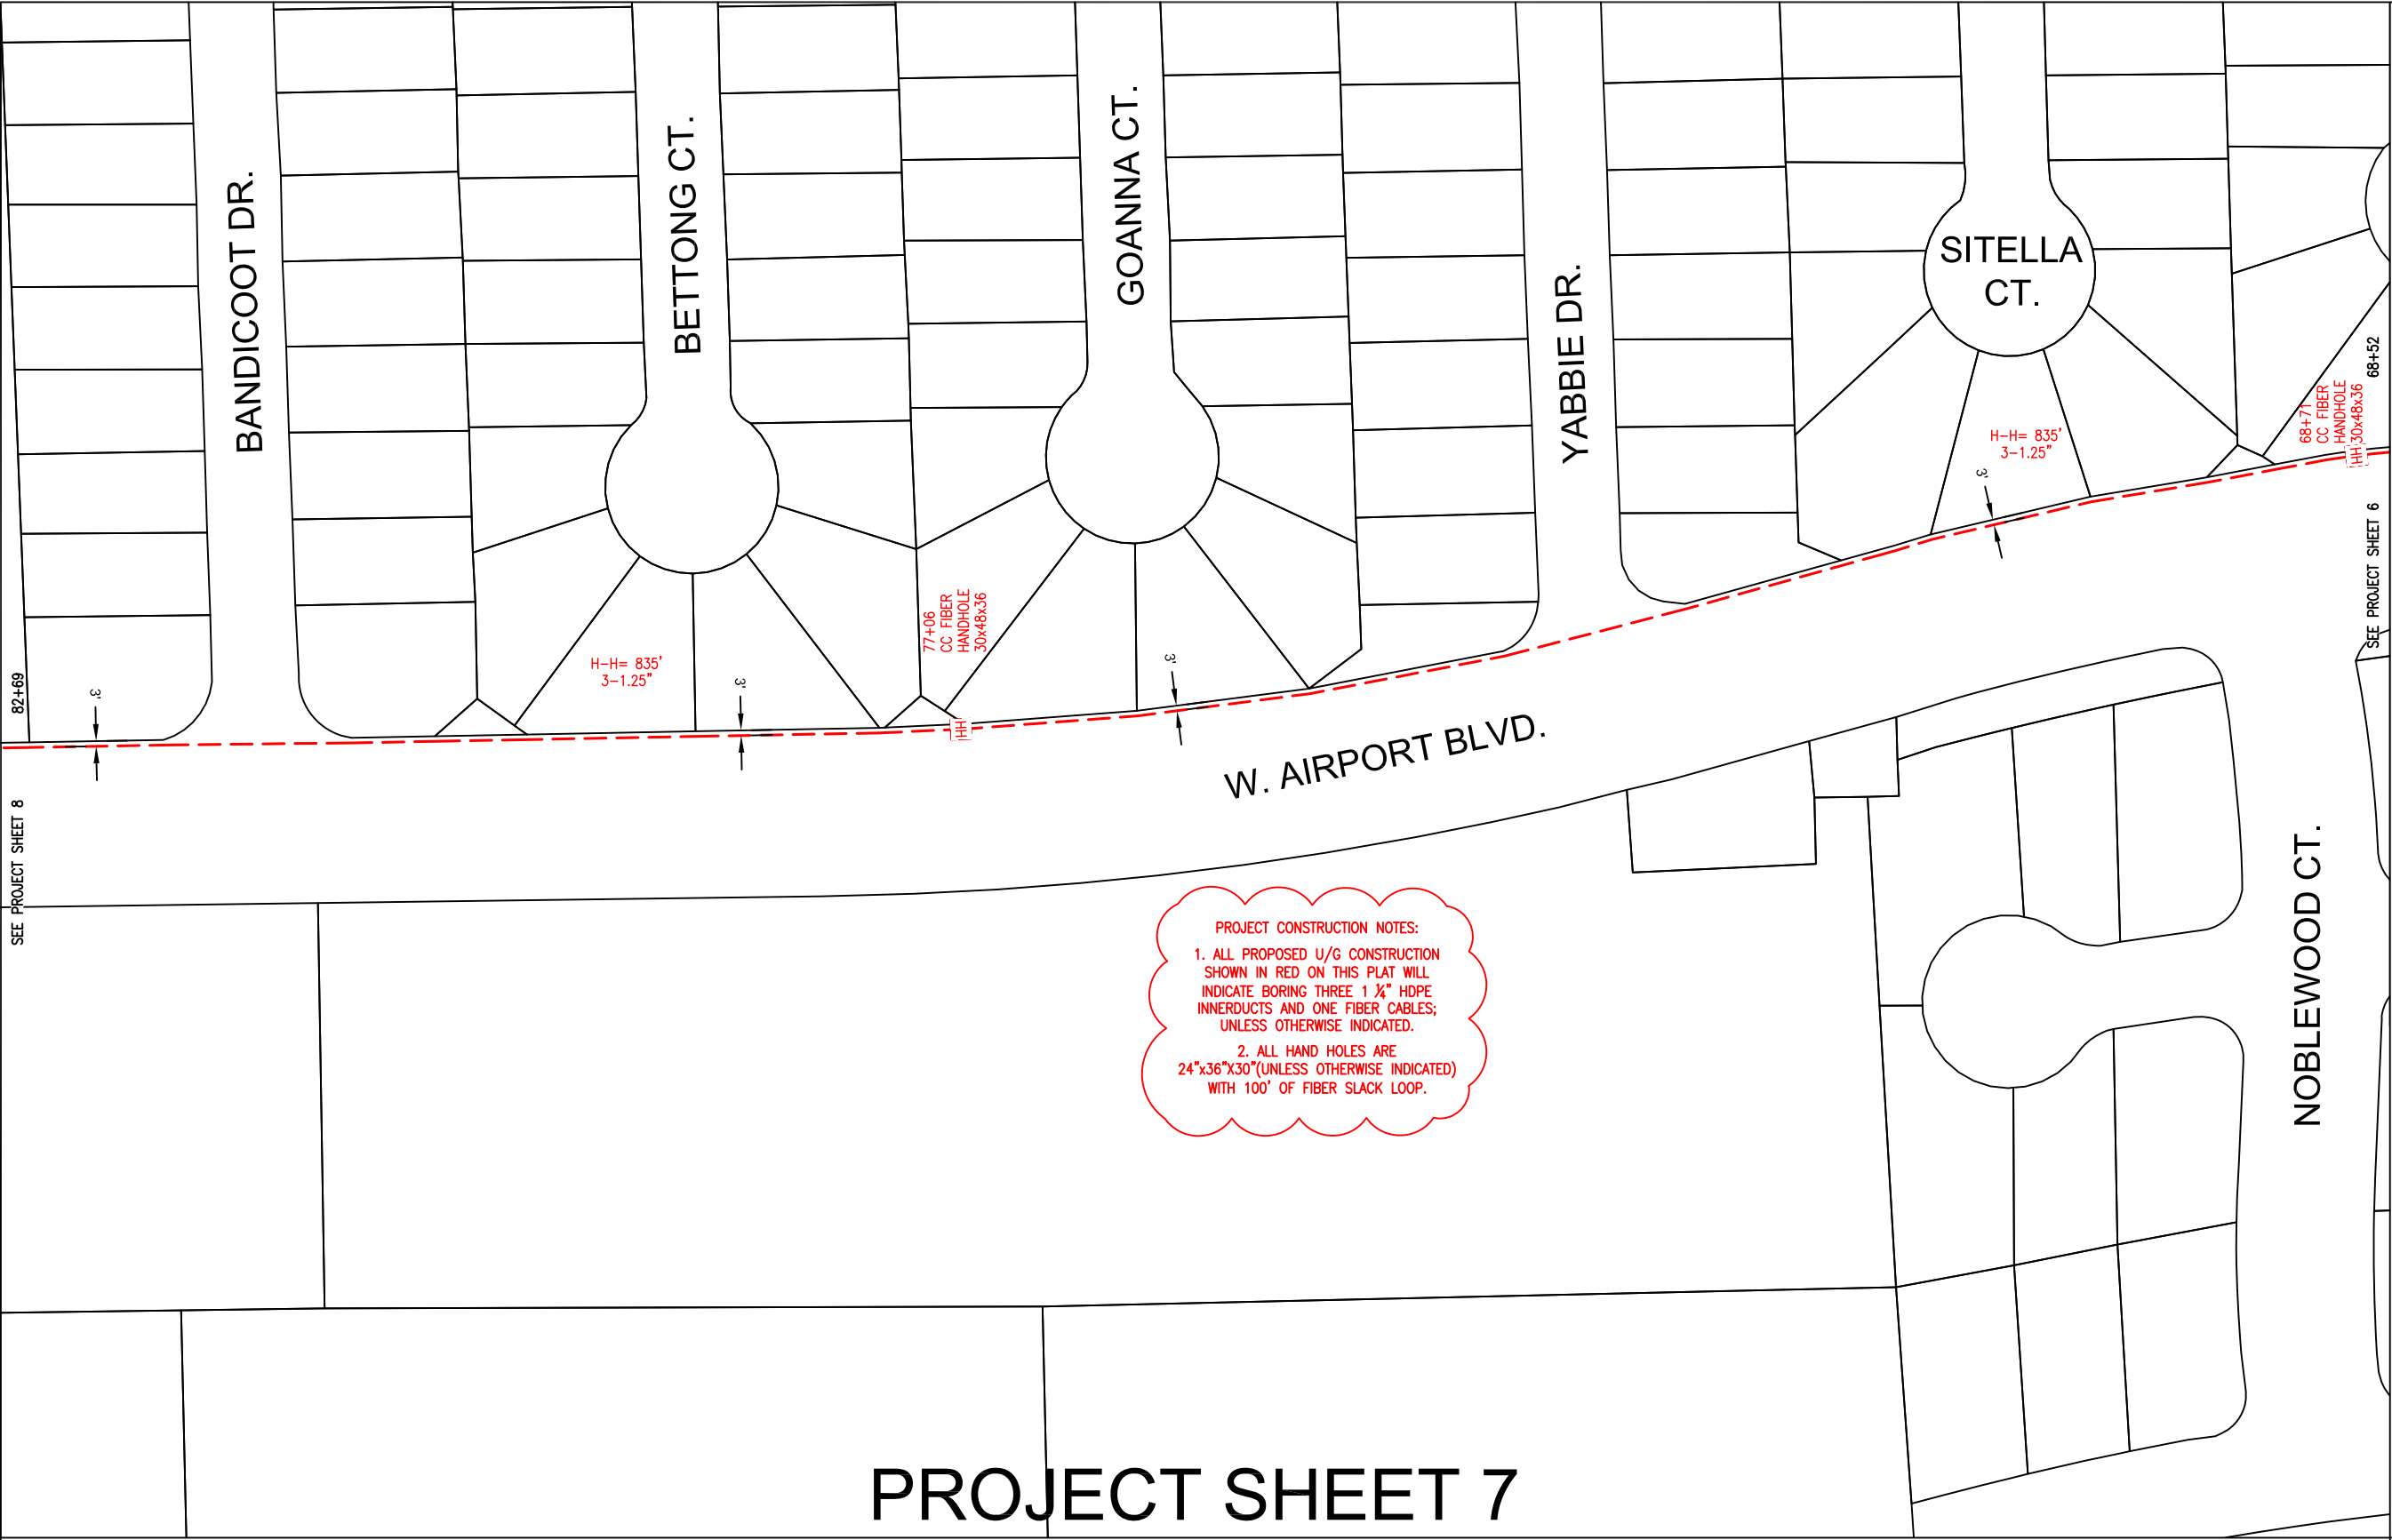 BANDICOOT DR.
BETTONG CT.
GOANNA CT.
YABBIE DR.
SITELLA
CT.
68+52
68+71
CC FIBER
HANDHOLE
30x48x36
HH
H-H= 835'
3-1.25"
3'
SEE PROJECT SHEET 6
77+06
CC FIBER
HANDHOLE
30x48x36
HH
H-H= 835'
3-1.25"
3'
3'
3'
82+69
SEE PROJECT SHEET 8
W. AIRPORT BLVD.
NOBLEWOOD CT.
PROJECT CONSTRUCTION NOTES:
1. ALL PROPOSED U/G CONSTRUCTION
SHOWN IN RED ON THIS PLAT WILL
INDICATE BORING THREE 1 ¼" HDPE
INNERDUCTS AND ONE FIBER CABLES;
UNLESS OTHERWISE INDICATED.
2. ALL HAND HOLES ARE
24"x36"X30"(UNLESS OTHERWISE INDICATED)
WITH 100' OF FIBER SLACK LOOP.
PROJECT SHEET 7